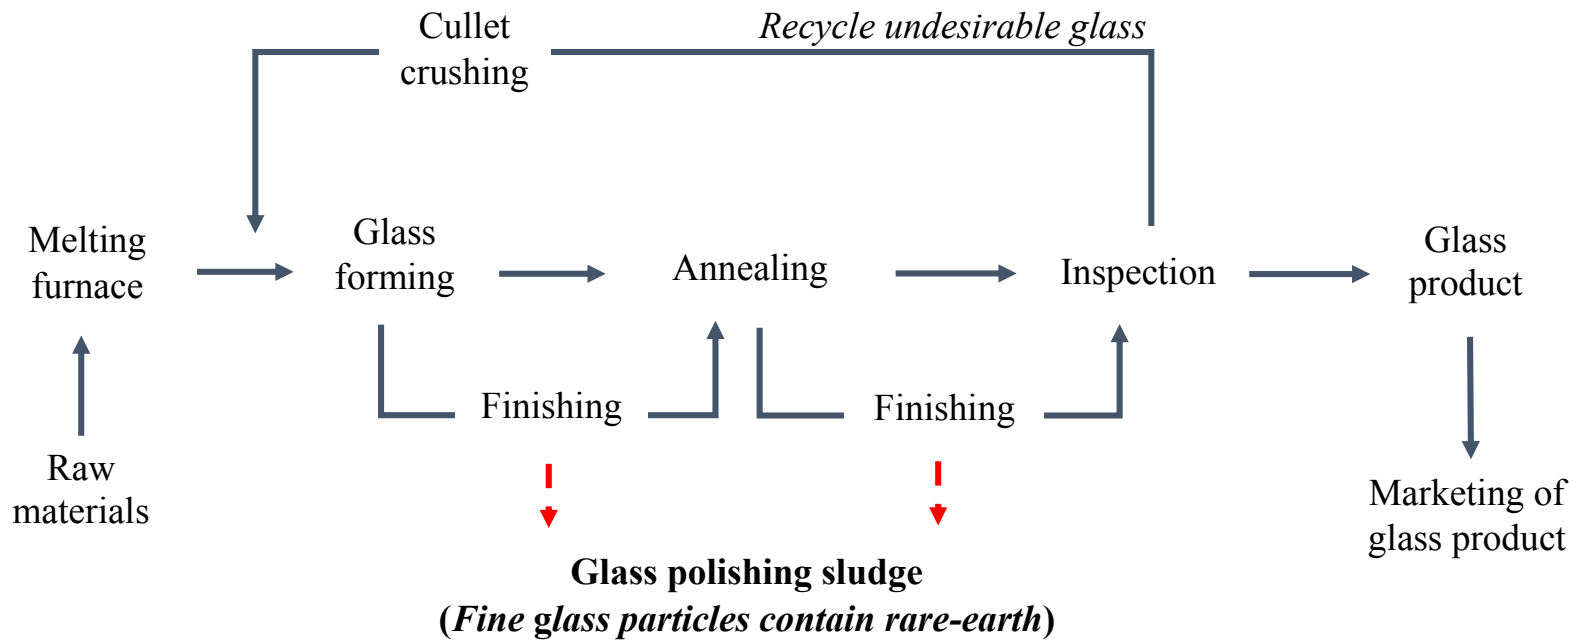 Cullet
crushing
Recycle undesirable glass
Melting
furnace
Glass
forming
Annealing
Inspection
Glass
product
Finishing
Finishing
Raw
materials
Marketing of
glass product
Glass polishing sludge
(Fine glass particles contain rare-earth)